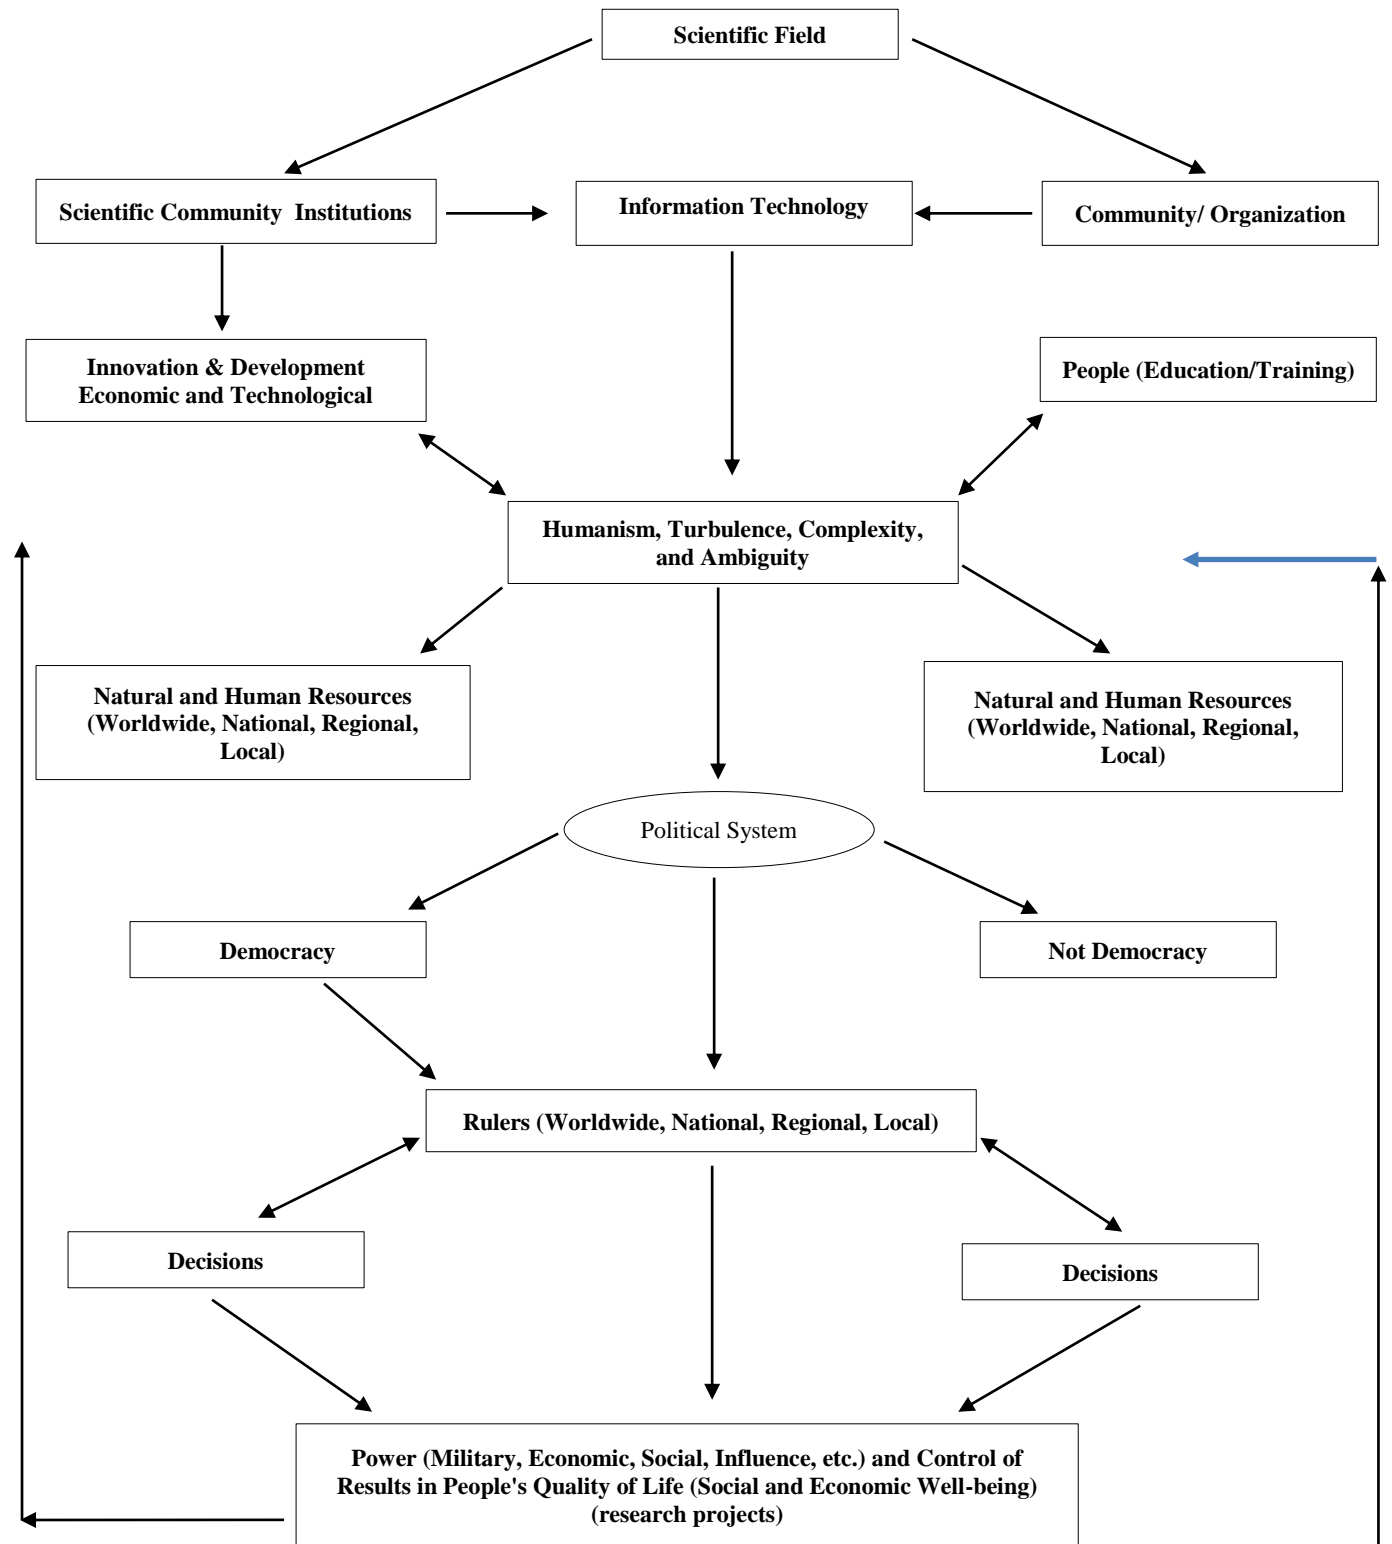 Scientific Field
Scientific Community  Institutions
Information Technology
Community/ Organization
Innovation & Development
Economic and Technological
People (Education/Training)
Humanism, Turbulence, Complexity,
and Ambiguity
Natural and Human Resources
(Worldwide, National, Regional,
Local)
Natural and Human Resources
(Worldwide, National, Regional,
Local)
Political System
Democracy
Not Democracy
Rulers (Worldwide, National, Regional, Local)
Decisions
Decisions
Power (Military, Economic, Social, Influence, etc.) and Control of
Results in People's Quality of Life (Social and Economic Well-being)
(research projects)